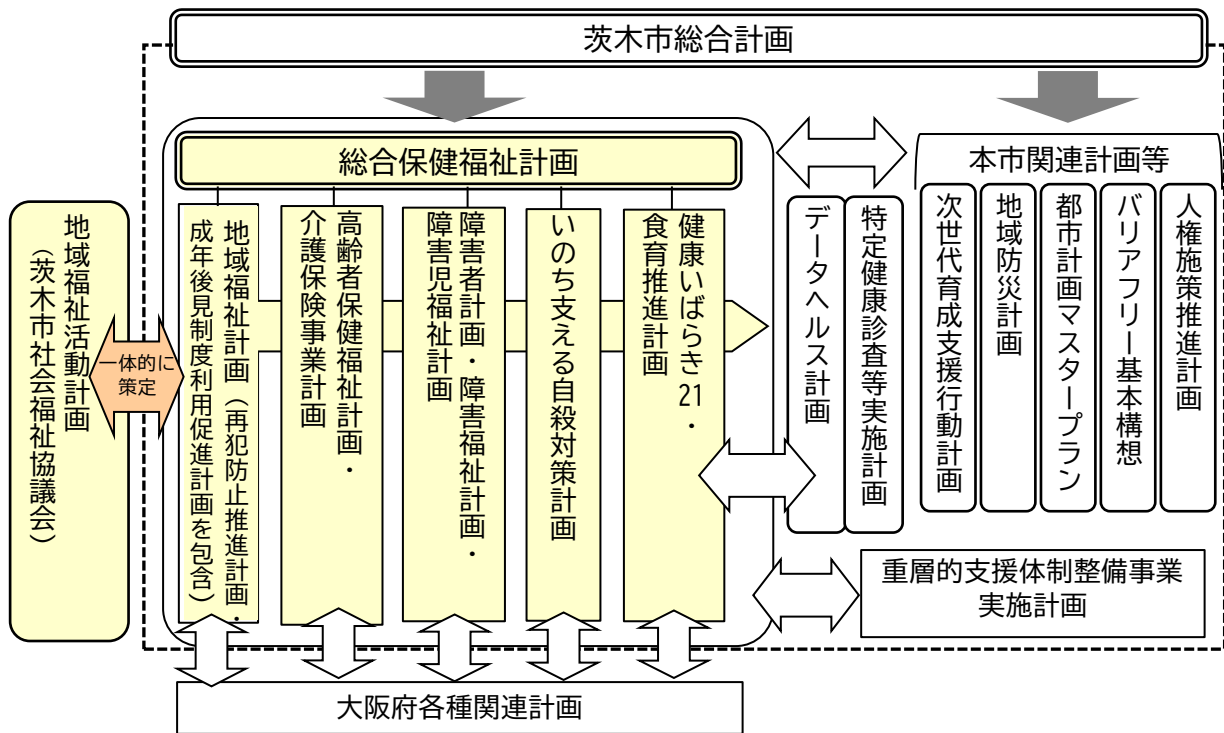 茨木市総合計画
総合保健福祉計画
本市関連計画等
地域福祉活動計画
（茨木市社会福祉協議会）
一体的に
策定
地域福祉計画（再犯防止推進計画・
成年後見制度利用促進計画を包含）
高齢者保健福祉計画・
介護保険事業計画
障害者計画・障害福祉計画・
障害児福祉計画
いのち支える自殺対策計画
健康いばらき21・
食育推進計画
データヘルス計画
特定健康診査等実施計画
次世代育成支援行動計画
地域防災計画
都市計画マスタープラン
バリアフリー基本構想
人権施策推進計画
重層的支援体制整備事業
実施計画
大阪府各種関連計画